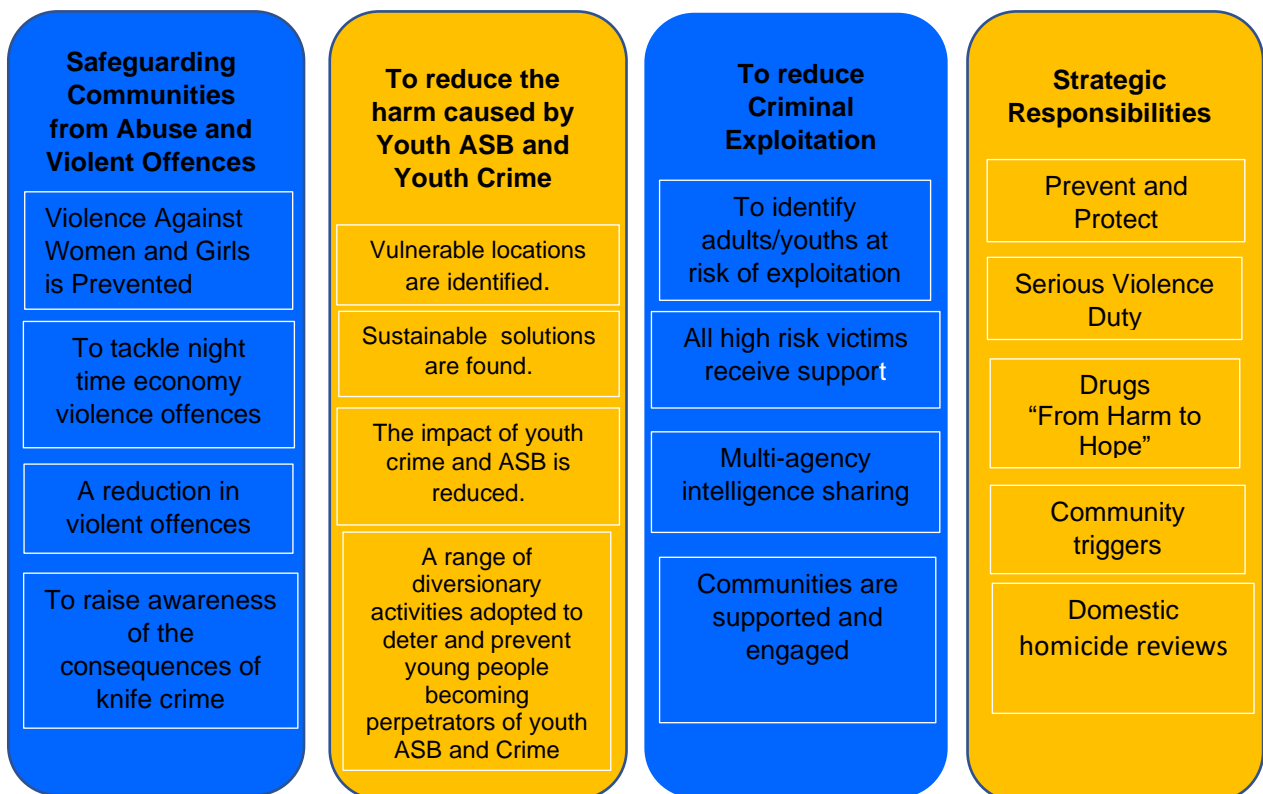 Safeguarding
Communities
from Abuse and
Violent Offences
Violence Against
Women and Girls
is Prevented
To tackle night
time economy
violence offences
A reduction in
violent offences
To raise awareness
of the
consequences of
knife crime
To reduce the
harm caused by
Youth ASB and
Youth Crime
Vulnerable locations
are identified.
Sustainable solutions
are found.
The impact of youth
crime and ASB is
reduced.
A range of
diversionary
activities adopted to
deter and prevent
young people
becoming
perpetrators of youth
ASB and Crime
To reduce
Criminal
Exploitation
To identify
adults/youths at
risk of exploitation
All high risk victims
receive support
Multi-agency
intelligence sharing
Communities are
supported and
engaged
Strategic
Responsibilities
Prevent and
Protect
Serious Violence
Duty
Drugs
“From Harm to
Hope”
Community
triggers
Domestic
homicide reviews